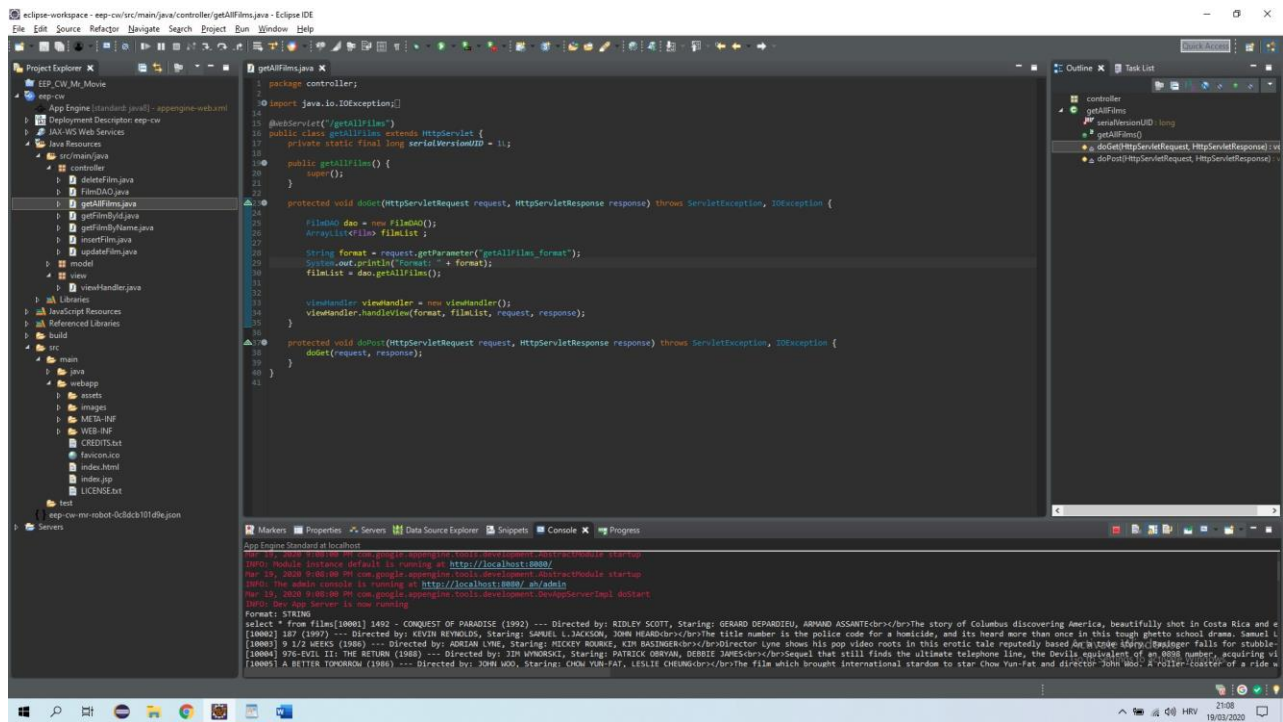 eclipse-workspace - eep-cw/src/main/java/controller/getAllFilms.java - Eclipse IDE
File Edit Source Refactor Navigate Search Project Run Window Help
Quick Access
Project Explorer
EEP_CW_Mr_Movie
eep-cw
App Engine [standard: java8] - appengine-web.xml
Deployment Descriptor: eep-cw
JAX-WS Web Services
Java Resources
src/main/java
controller
deleteFilm.java
FilmDAO.java
getAllFilms.java
getFilmById.java
getFilmByName.java
insertFilm.java
updateFilm.java
model
view
viewHandler.java
Libraries
JavaScript Resources
Referenced Libraries
build
src
main
java
webapp
assets
images
META-INF
WEB-INF
CREDITS.txt
favicon.ico
index.html
index.jsp
LICENSE.txt
test
eep-cw-mr-robot-0c8dcb101d9e.json
Servers
getAllFilms.java
1 package controller;
2
3 import java.io.IOException;
14
15 @WebServlet("/getAllFilms")
16 public class getAllFilms extends HttpServlet {
17 private static final long serialVersionUID = 1L;
18
19 public getAllFilms() {
20 super();
21 }
22
23 protected void doGet(HttpServletRequest request, HttpServletResponse response) throws ServletException, IOException {
24
25 FilmDAO dao = new FilmDAO();
26 ArrayList<Film> filmList ;
27
28 String format = request.getParameter("getAllFilms_format");
29 System.out.println("Format: " + format);
30 filmList = dao.getAllFilms();
31
32
33 viewHandler viewHandler = new viewHandler();
34 viewHandler.handleView(format, filmList, request, response);
35 }
36
37 protected void doPost(HttpServletRequest request, HttpServletResponse response) throws ServletException, IOException {
38 doGet(request, response);
39 }
40 }
41
Outline Task List
controller
getAllFilms
serialVersionUID : long
getAllFilms()
doGet(HttpServletRequest, HttpServletResponse) : v
doPost(HttpServletRequest, HttpServletResponse) :
Markers Properties Servers Data Source Explorer Snippets Console Progress
App Engine Standard at localhost
Mar 19, 2020 9:08:00 PM com.google.appengine.tools.development.AbstractModule startup
INFO: Module instance default is running at http://localhost:8080/
Mar 19, 2020 9:08:00 PM com.google.appengine.tools.development.AbstractModule startup
INFO: The admin console is running at http://localhost:8080/_ah/admin
Mar 19, 2020 9:08:00 PM com.google.appengine.tools.development.DevAppServerImpl doStart
INFO: Dev App Server is now running
Format: STRING
select * from films[10001] 1492 - CONQUEST OF PARADISE (1992) --- Directed by: RIDLEY SCOTT, Staring: GERARD DEPARDIEU, ARMAND ASSANTE<br></br>The story of Columbus discovering America, beautifully shot in Costa Rica and e
[10002] 187 (1997) --- Directed by: KEVIN REYNOLDS, Staring: SAMUEL L.JACKSON, JOHN HEARD<br></br>The title number is the police code for a homicide, and its heard more than once in this tough ghetto school drama. Samuel L
[10003] 9 1/2 WEEKS (1986) --- Directed by: ADRIAN LYNE, Staring: MICKEY ROURKE, KIM BASINGER<br></br>Director Lyne shows his pop video roots in this erotic tale reputedly based on a true story. Basinger falls for stubble-
[10004] 976-EVIL II: THE RETURN (1988) --- Directed by: JIM WYNORSKI, Staring: PATRICK OBRYAN, DEBBIE JAMES<br></br>Sequel that still finds the ultimate telephone line, the Devils equivalent of an 0898 number, acquiring vi
[10005] A BETTER TOMORROW (1986) --- Directed by: JOHN WOO, Staring: CHOW YUN-FAT, LESLIE CHEUNG<br></br>The film which brought international stardom to star Chow Yun-Fat and director John Woo. A roller-coaster of a ride w
HRV
21:08
19/03/2020